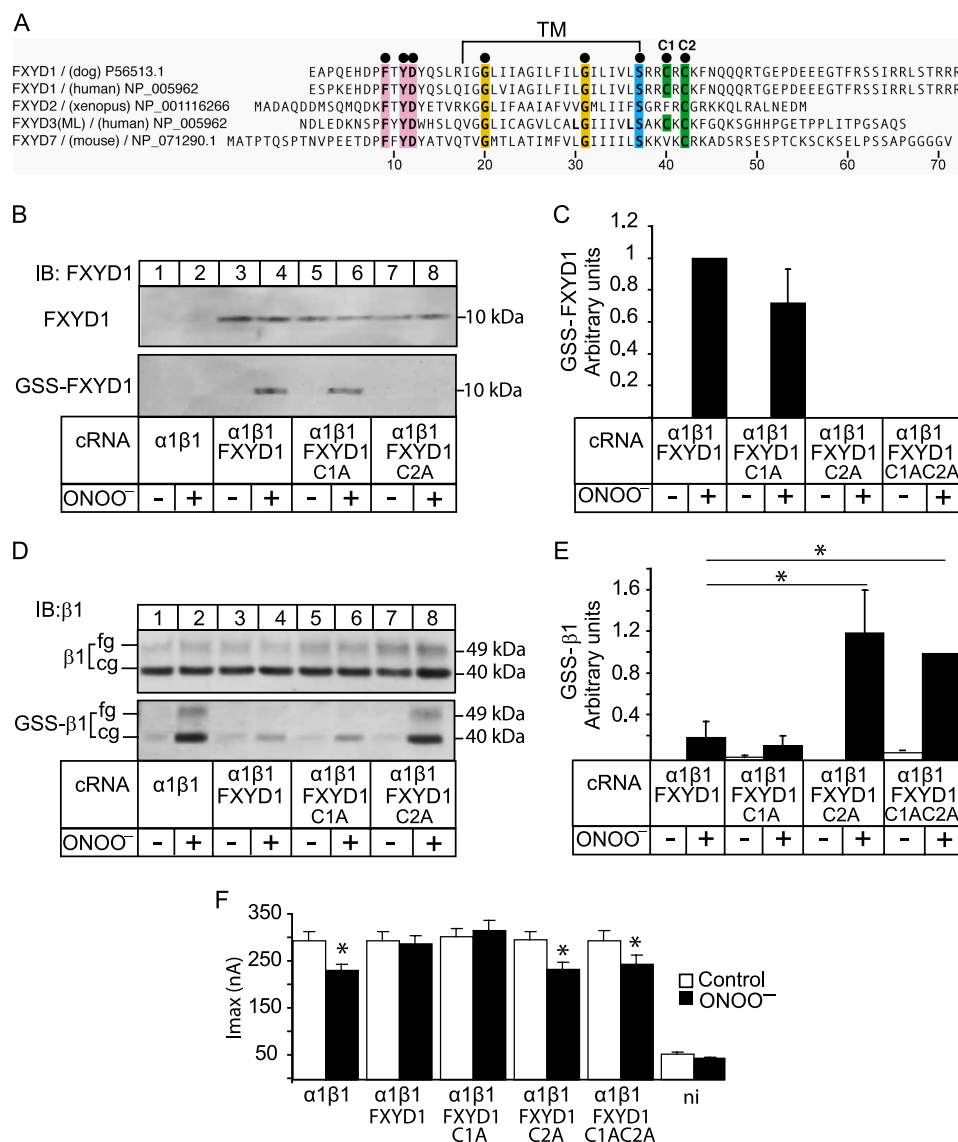 A
TM
C1 C2
FXYD1 / (dog) P56513.1 EAPQEHDPFTYDYQSLRIGGLIIAGILFILGILIVLSRRCRCKFNQQQRTGEPDEEEGTFRSSIRRLSTRRR
FXYD1 / (human) NP_005962 ESPKEHDPFTYDYQSLQIGGLVIAGILFILGILIVLSRRCRCKFNQQQRTGEPDEEEGTFRSSIRRLSTRRR
FXYD2 / (xenopus) NP_001116266 MADAQDDMSQMQDKFTYDYETVRKGGLIFAAIAFVVGMLIIFSGRFRCGRKKQLRALNEDM
FXYD3(ML) / (human) NP_005962 NDLEDKNSPFTYDWHSLQVGGLICAGVLCALGIIIVLSAKCKCKFGQKSGHHPGETPPLITPGSAQS
FXYD7 / (mouse) / NP_071290.1 MATPTQSPTNVPEETDPFFYDYATVQTVGMTLATIMFVLGIIIILSKKVKCRKADSRSESPTCKSCKSELPSSAPGGGGV
10 20 30 40 50 60 70
B
IB: FXYD1 1 2 3 4 5 6 7 8
FXYD1 10 kDa
GSS-FXYD1 10 kDa
cRNA α1β1 α1β1 FXYD1 α1β1 FXYD1 C1A α1β1 FXYD1 C2A
ONOO⁻ - + - + - + - +
C
GSS-FXYD1
Arbitrary units
1.2
1
0.8
0.6
0.4
0.2
cRNA α1β1 FXYD1 α1β1 FXYD1 C1A α1β1 FXYD1 C2A α1β1 FXYD1 C1AC2A
ONOO⁻ - + - + - + - +
D
IB:β1 1 2 3 4 5 6 7 8
β1 fg 49 kDa
cg 40 kDa
GSS-β1 fg 49 kDa
cg 40 kDa
cRNA α1β1 α1β1 FXYD1 α1β1 FXYD1 C1A α1β1 FXYD1 C2A
ONOO⁻ - + - + - + - +
E
GSS-β1
Arbitrary units
1.6
1.2
0.8
0.4
*
*
cRNA α1β1 FXYD1 α1β1 FXYD1 C1A α1β1 FXYD1 C2A α1β1 FXYD1 C1AC2A
ONOO⁻ - + - + - + - +
F
Imax (nA)
350
250
150
50
* * *
Control
ONOO⁻
α1β1 α1β1 FXYD1 α1β1 FXYD1 C1A α1β1 FXYD1 C2A α1β1 FXYD1 C1AC2A ni